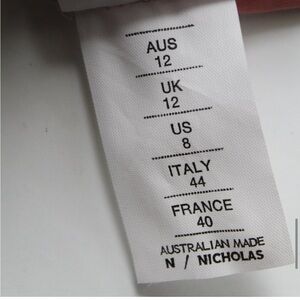 AUS
12
UK
12
US
8
ITALY
44
FRANCE
40
AUSTRALIAN MADE
N / NICHOLAS